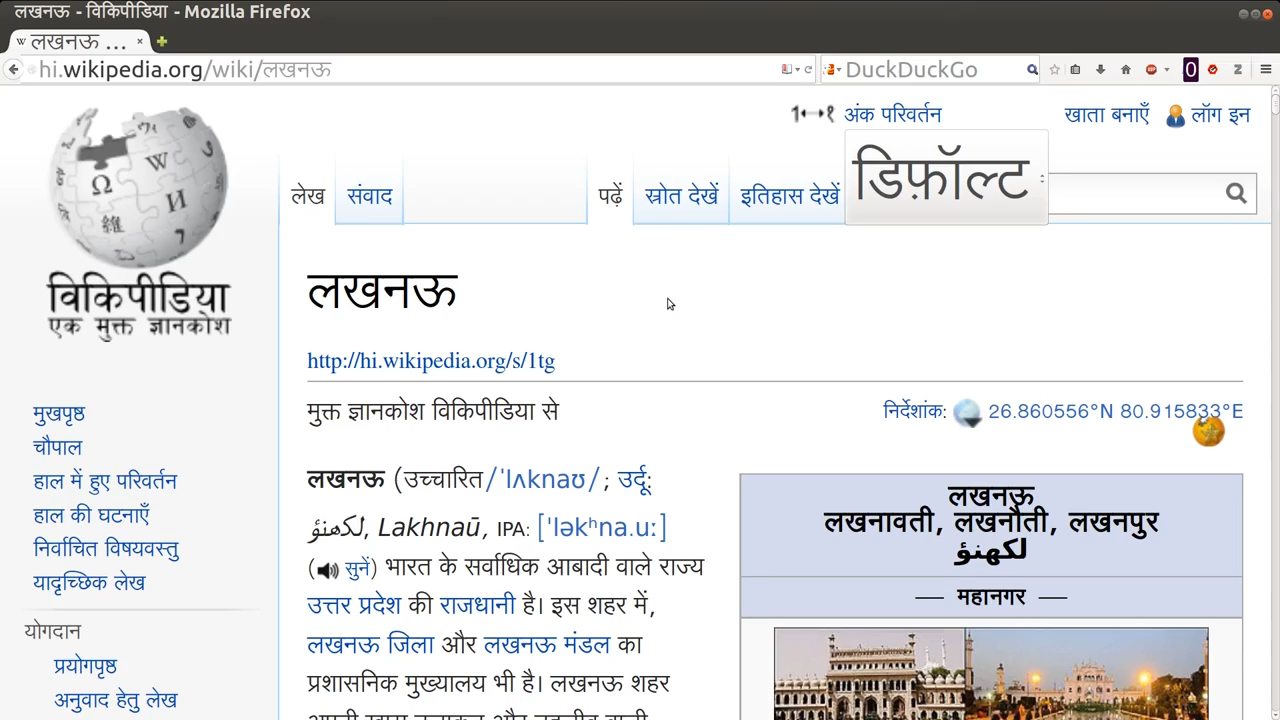 लखनऊ - विकिपीडिया - Mozilla Firefox
लखनऊ ...
hi.wikipedia.org/wiki/लखनऊ
DuckDuckGo
अंक परिवर्तन
खाता बनाएँ
लॉग इन
लेख
संवाद
पढ़ें
स्रोत देखें
इतिहास देखें
डिफ़ॉल्ट
विकिपीडिया
एक मुक्त ज्ञानकोश
लखनऊ
http://hi.wikipedia.org/s/1tg
मुक्त ज्ञानकोश विकिपीडिया से
निर्देशांक: 26.860556°N 80.915833°E
मुखपृष्ठ
चौपाल
हाल में हुए परिवर्तन
हाल की घटनाएँ
निर्वाचित विषयवस्तु
यादृच्छिक लेख
योगदान
प्रयोगपृष्ठ
अनुवाद हेतु लेख
लखनऊ (उच्चारित/ˈlʌknaʊ/; उर्दू:
لکھنؤ, Lakhnaū, IPA: [ˈləkʰna.uː]
(सुनें) भारत के सर्वाधिक आबादी वाले राज्य
उत्तर प्रदेश की राजधानी है। इस शहर में,
लखनऊ जिला और लखनऊ मंडल का
प्रशासनिक मुख्यालय भी है। लखनऊ शहर
लखनऊ
लखनावती, लखनौती, लखनपुर
لکھنؤ
— महानगर —